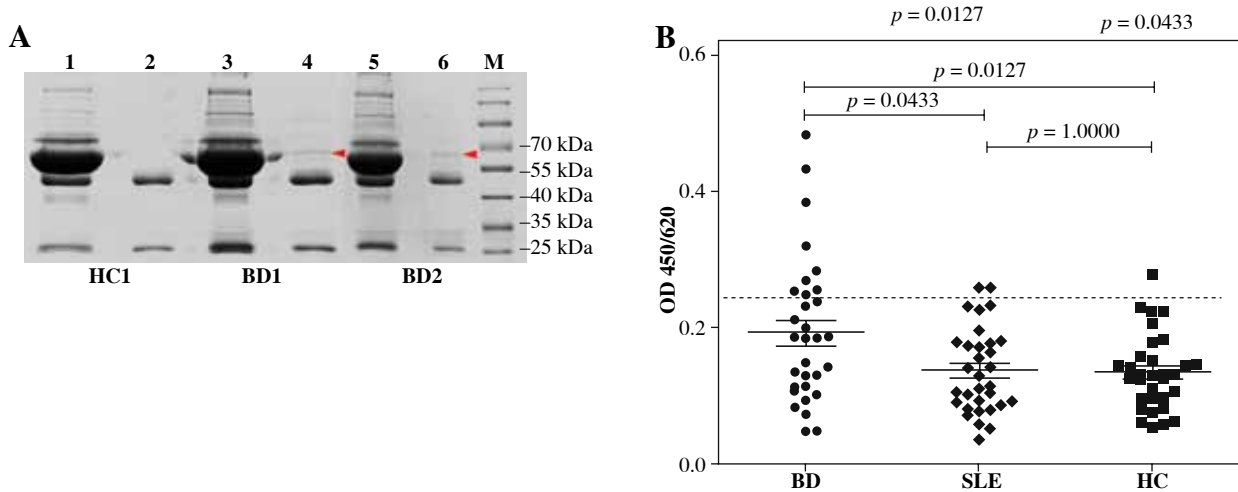 A
1 2 3 4 5 6 M
–70 kDa
–55 kDa
–40 kDa
–35 kDa
–25 kDa
HC1 BD1 BD2
B
p = 0.0127 p = 0.0433
p = 0.0127
p = 0.0433
p = 1.0000
OD 450/620
0.6
0.4
0.2
0.0
BD SLE HC